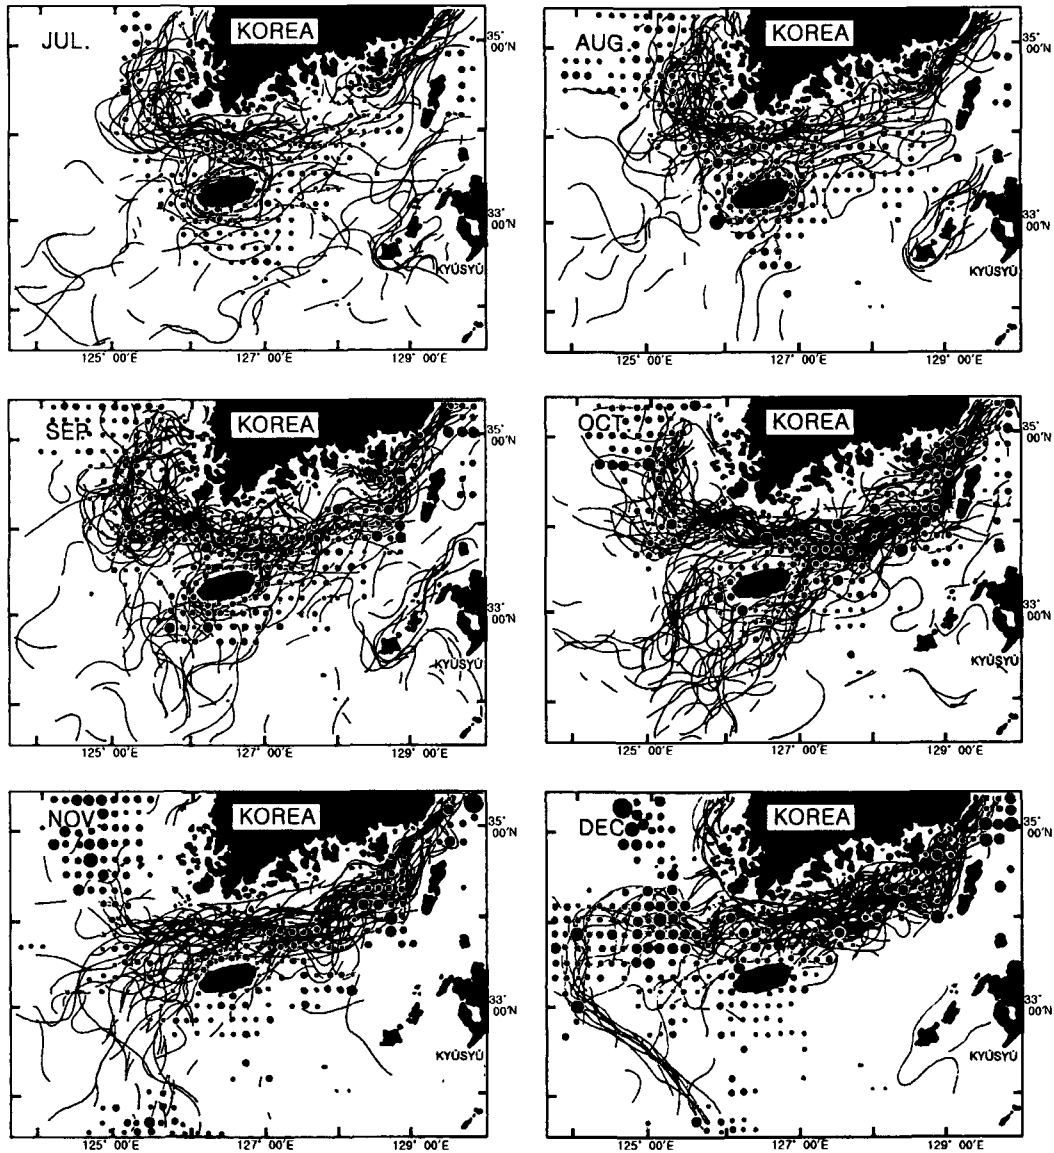 JUL.
KOREA
35°
00'N
33°
00'N
KYŪSYŪ
125° 00'E
127° 00'E
129° 00'E
AUG.
KOREA
35°
00'N
33°
00'N
KYŪSYŪ
125° 00'E
127° 00'E
129° 00'E
SEP.
KOREA
35°
00'N
33°
00'N
KYŪSYŪ
125° 00'E
127° 00'E
129° 00'E
OCT.
KOREA
35°
00'N
33°
00'N
KYŪSYŪ
125° 00'E
127° 00'E
129° 00'E
NOV
KOREA
35°
00'N
33°
00'N
KYŪSYŪ
125° 00'E
127° 00'E
129° 00'E
DEC.
KOREA
35°
00'N
33°
00'N
KYŪSYŪ
125° 00'E
127° 00'E
129° 00'E